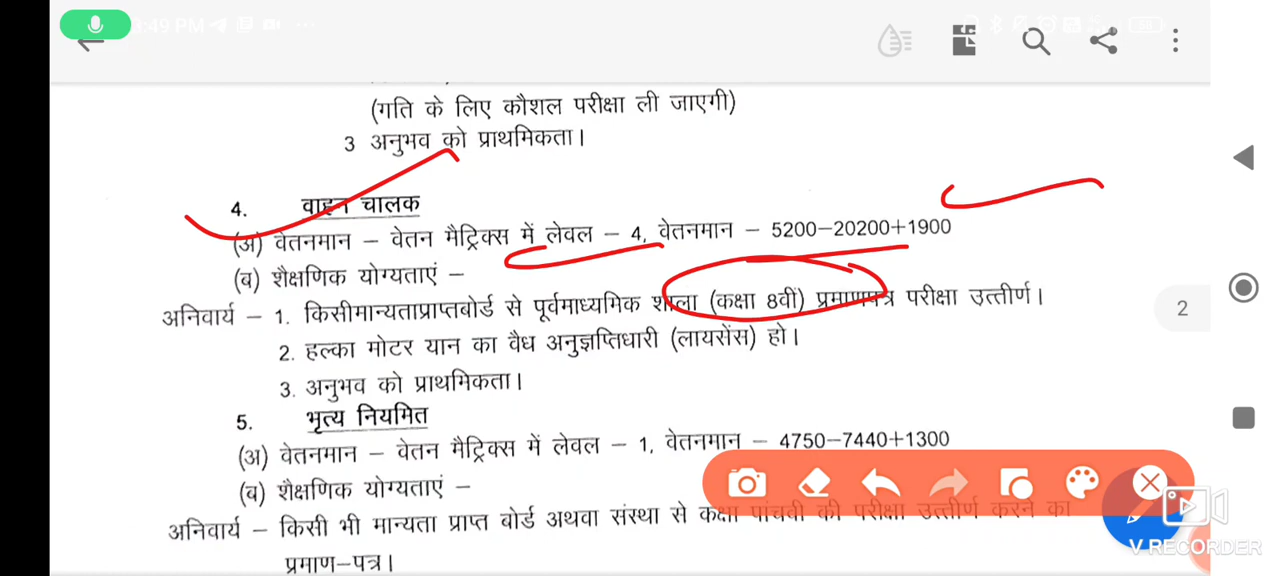 :49 PM
(गति के लिए कौशल परीक्षा ली जाएगी)
3 अनुभव को प्राथमिकता।
4. वाहन चालक
(अ) वेतनमान – वेतन मैट्रिक्स में लेवल – 4, वेतनमान – 5200–20200+1900
(ब) शैक्षणिक योग्यताएं –
अनिवार्य – 1. किसीमान्यताप्राप्तबोर्ड से पूर्वमाध्यमिक शाला (कक्षा 8वीं) प्रमाणपत्र परीक्षा उत्तीर्ण।
2
2. हल्का मोटर यान का वैध अनुज्ञप्तिधारी (लायसेंस) हो।
3. अनुभव को प्राथमिकता।
5. भृत्य नियमित
(अ) वेतनमान – वेतन मैट्रिक्स में लेवल – 1, वेतनमान – 4750–7440+1300
(ब) शैक्षणिक योग्यताएं –
अनिवार्य – किसी भी मान्यता प्राप्त बोर्ड अथवा संस्था से कक्षा पांचवी की परीक्षा उत्तीर्ण करने का
प्रमाण–पत्र।
V RECORDER